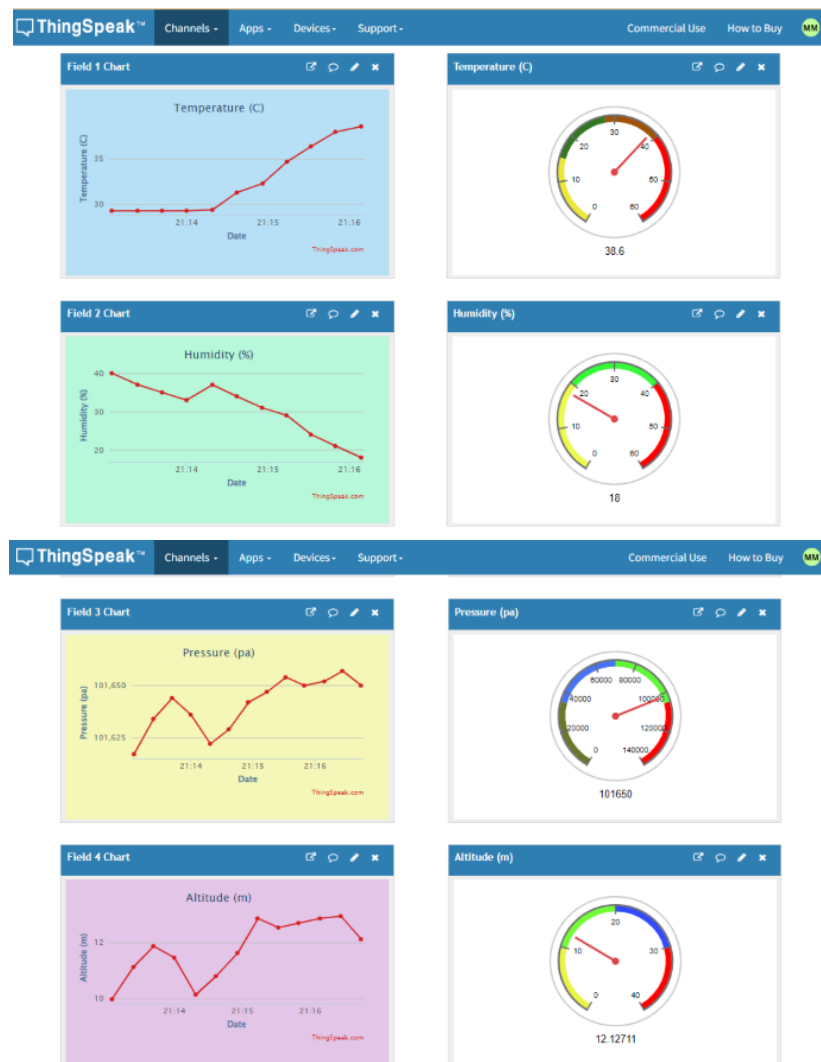 ThingSpeak™ Channels Apps Devices Support Commercial Use How to Buy MM
Field 1 Chart
Temperature (C)
Temperature (C)
35
30
21:14 21:15 21:16
Date
ThingSpeak.com
Temperature (C)
0 10 20 30 40 50 60
38.6
Field 2 Chart
Humidity (%)
Humidity (%)
40
30
20
21:14 21:15 21:16
Date
ThingSpeak.com
Humidity (%)
0 10 20 30 40 50 60
18
ThingSpeak™ Channels Apps Devices Support Commercial Use How to Buy MM
Field 3 Chart
Pressure (pa)
Pressure (pa)
101,650
101,625
21:14 21:15 21:16
Date
ThingSpeak.com
Pressure (pa)
0 20000 40000 60000 80000 100000 120000 140000
101650
Field 4 Chart
Altitude (m)
Altitude (m)
12
10
21:14 21:15 21:16
Date
ThingSpeak.com
Altitude (m)
0 10 20 30 40
12.12711